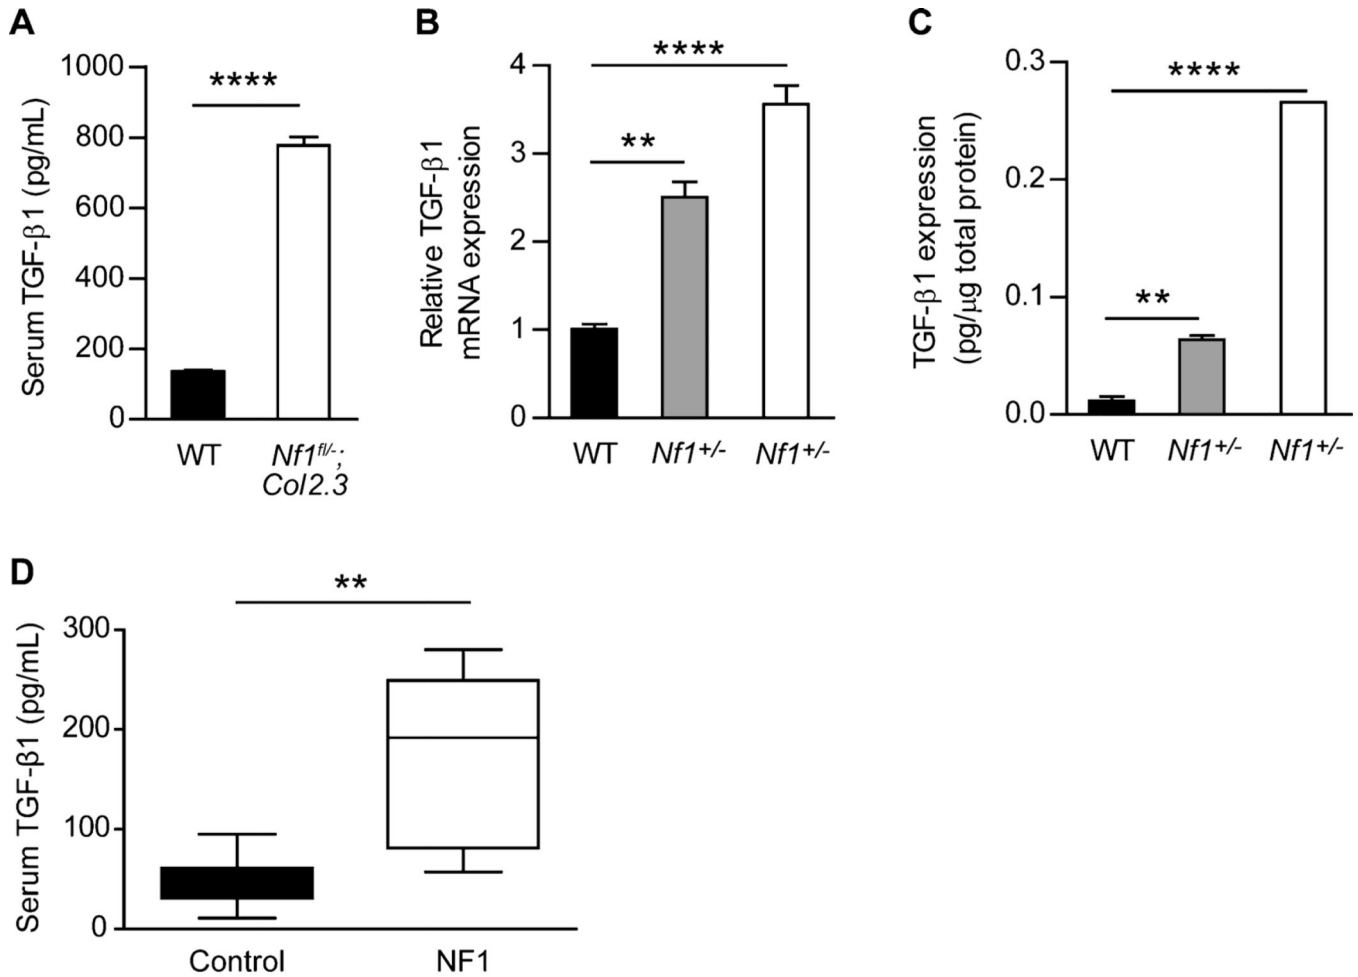 A
Serum TGF-β1 (pg/mL)
1000
800
600
400
200
0
****
WT
Nf1fl/-;
Col2.3
B
Relative TGF-β1
mRNA expression
4
3
2
1
0
****
**
WT
Nf1+/-
Nf1+/-
C
TGF-β1 expression
(pg/μg total protein)
0.3
0.2
0.1
0.0
****
**
WT
Nf1+/-
Nf1+/-
D
Serum TGF-β1 (pg/mL)
300
200
100
0
**
Control
NF1